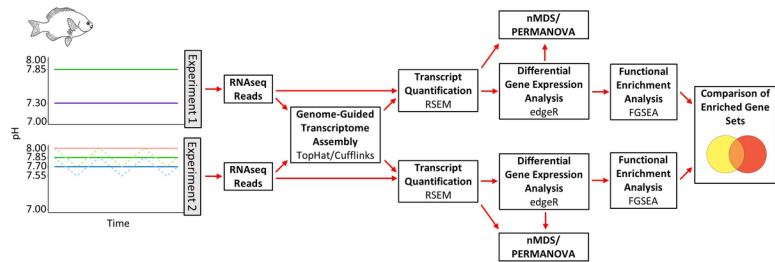 8.00
7.85
7.30
7.00
pH
8.00
7.85
7.70
7.55
7.00
Time
Experiment 1
Experiment 2
RNAseq
Reads
RNAseq
Reads
Genome-Guided
Transcriptome
Assembly
TopHat/Cufflinks
Transcript
Quantification
RSEM
Transcript
Quantification
RSEM
nMDS/
PERMANOVA
Differential
Gene Expression
Analysis
edgeR
Differential
Gene Expression
Analysis
edgeR
nMDS/
PERMANOVA
Functional
Enrichment
Analysis
FGSEA
Functional
Enrichment
Analysis
FGSEA
Comparison of
Enriched Gene
Sets